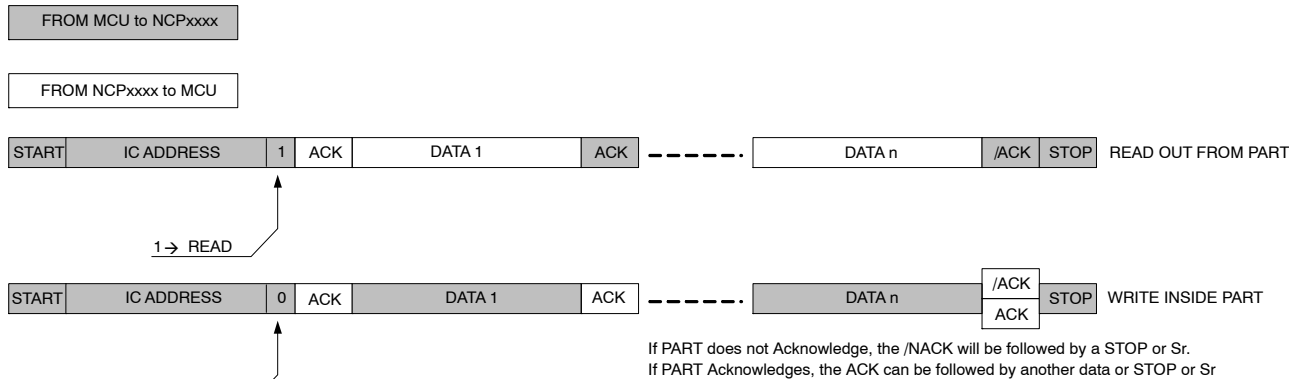 FROM MCU to NCPxxxx
FROM NCPxxxx to MCU
START IC ADDRESS 1 ACK DATA 1 ACK DATA n /ACK STOP READ OUT FROM PART
1→ READ
START IC ADDRESS 0 ACK DATA 1 ACK DATA n /ACK ACK STOP WRITE INSIDE PART
If PART does not Acknowledge, the /NACK will be followed by a STOP or Sr.
If PART Acknowledges, the ACK can be followed by another data or STOP or Sr